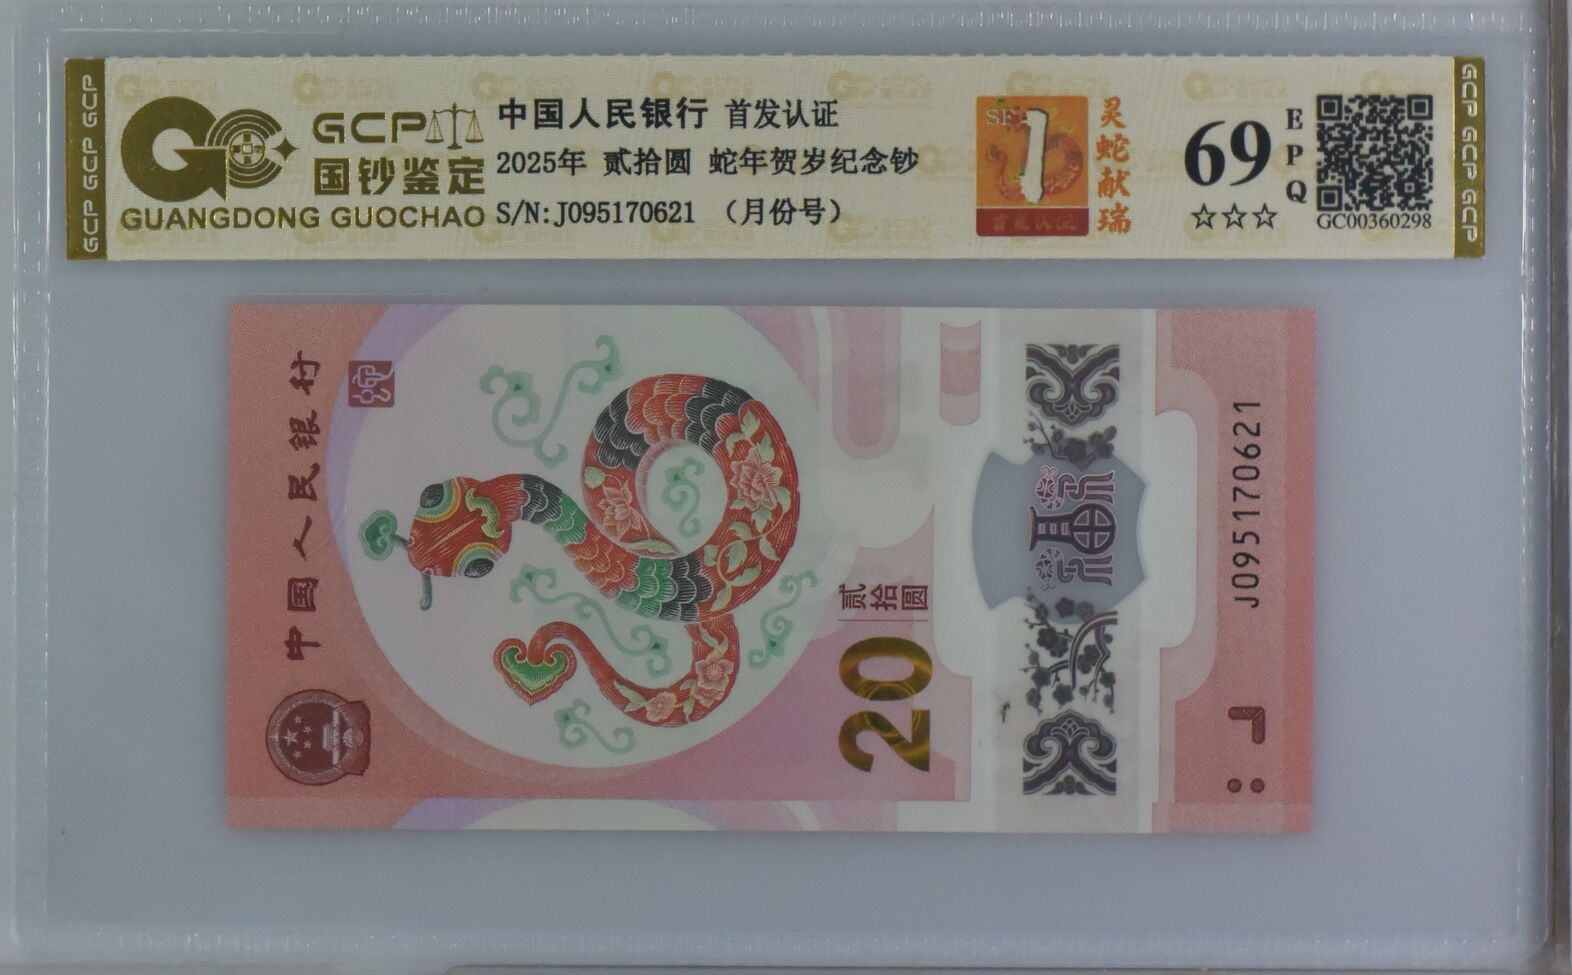 GCP GCP GCP
GCP
国钞鉴定
GUANGDONG GUOCHAO
中国人民银行 首发认证
2025年 贰拾圆 蛇年贺岁纪念钞
S/N:J095170621 （月份号）
1
首发认证
灵蛇献瑞
69
EPQ
☆☆☆
GC00360298
GCP GCP GCP
中国人民银行
贰拾圆
20
福
J095170621